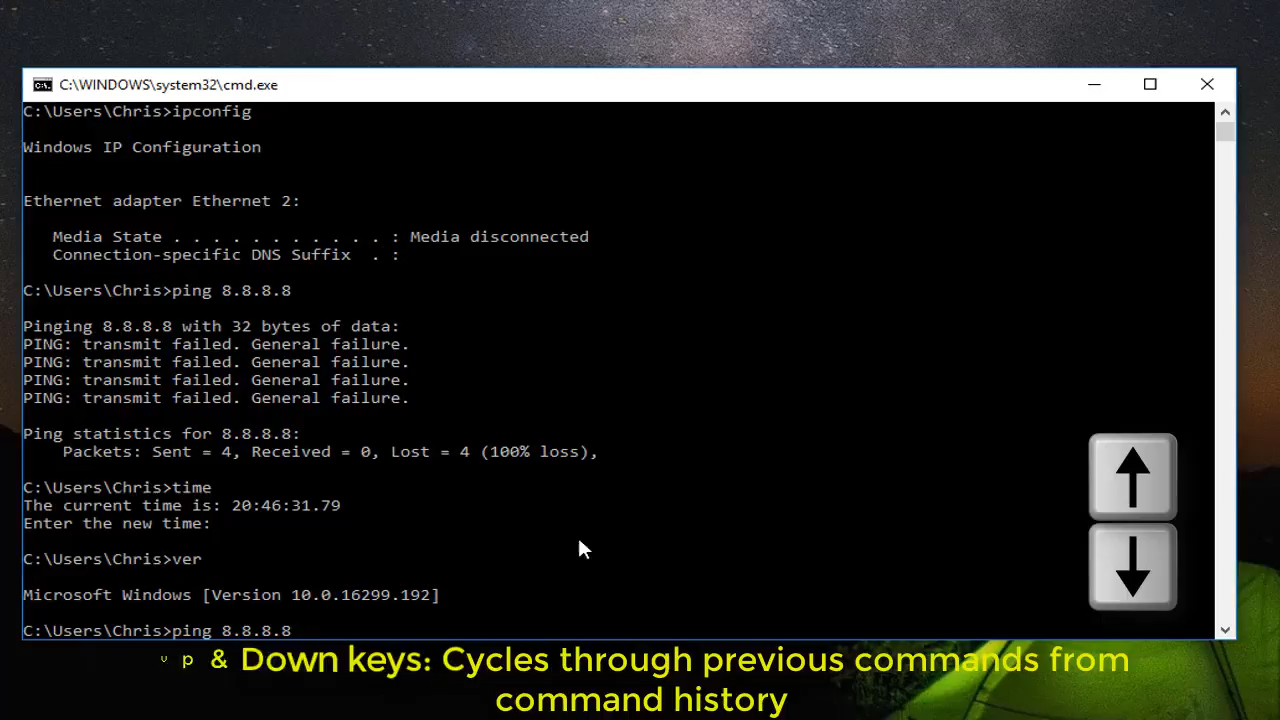 C:\WINDOWS\system32\cmd.exe
C:\Users\Chris>ipconfig
Windows IP Configuration
Ethernet adapter Ethernet 2:
Media State . . . . . . . . . . . : Media disconnected
Connection-specific DNS Suffix  . :
C:\Users\Chris>ping 8.8.8.8
Pinging 8.8.8.8 with 32 bytes of data:
PING: transmit failed. General failure.
PING: transmit failed. General failure.
PING: transmit failed. General failure.
PING: transmit failed. General failure.
Ping statistics for 8.8.8.8:
Packets: Sent = 4, Received = 0, Lost = 4 (100% loss),
C:\Users\Chris>time
The current time is: 20:46:31.79
Enter the new time:
C:\Users\Chris>ver
Microsoft Windows [Version 10.0.16299.192]
C:\Users\Chris>ping 8.8.8.8
Up & Down keys: Cycles through previous commands from
command history